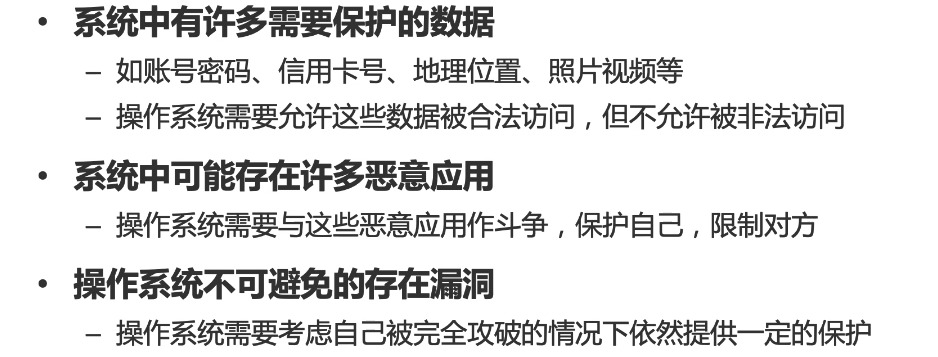 • 系统中有许多需要保护的数据
– 如账号密码、信用卡号、地理位置、照片视频等
– 操作系统需要允许这些数据被合法访问，但不允许被非法访问
• 系统中可能存在许多恶意应用
– 操作系统需要与这些恶意应用作斗争，保护自己，限制对方
• 操作系统不可避免的存在漏洞
– 操作系统需要考虑自己被完全攻破的情况下依然提供一定的保护